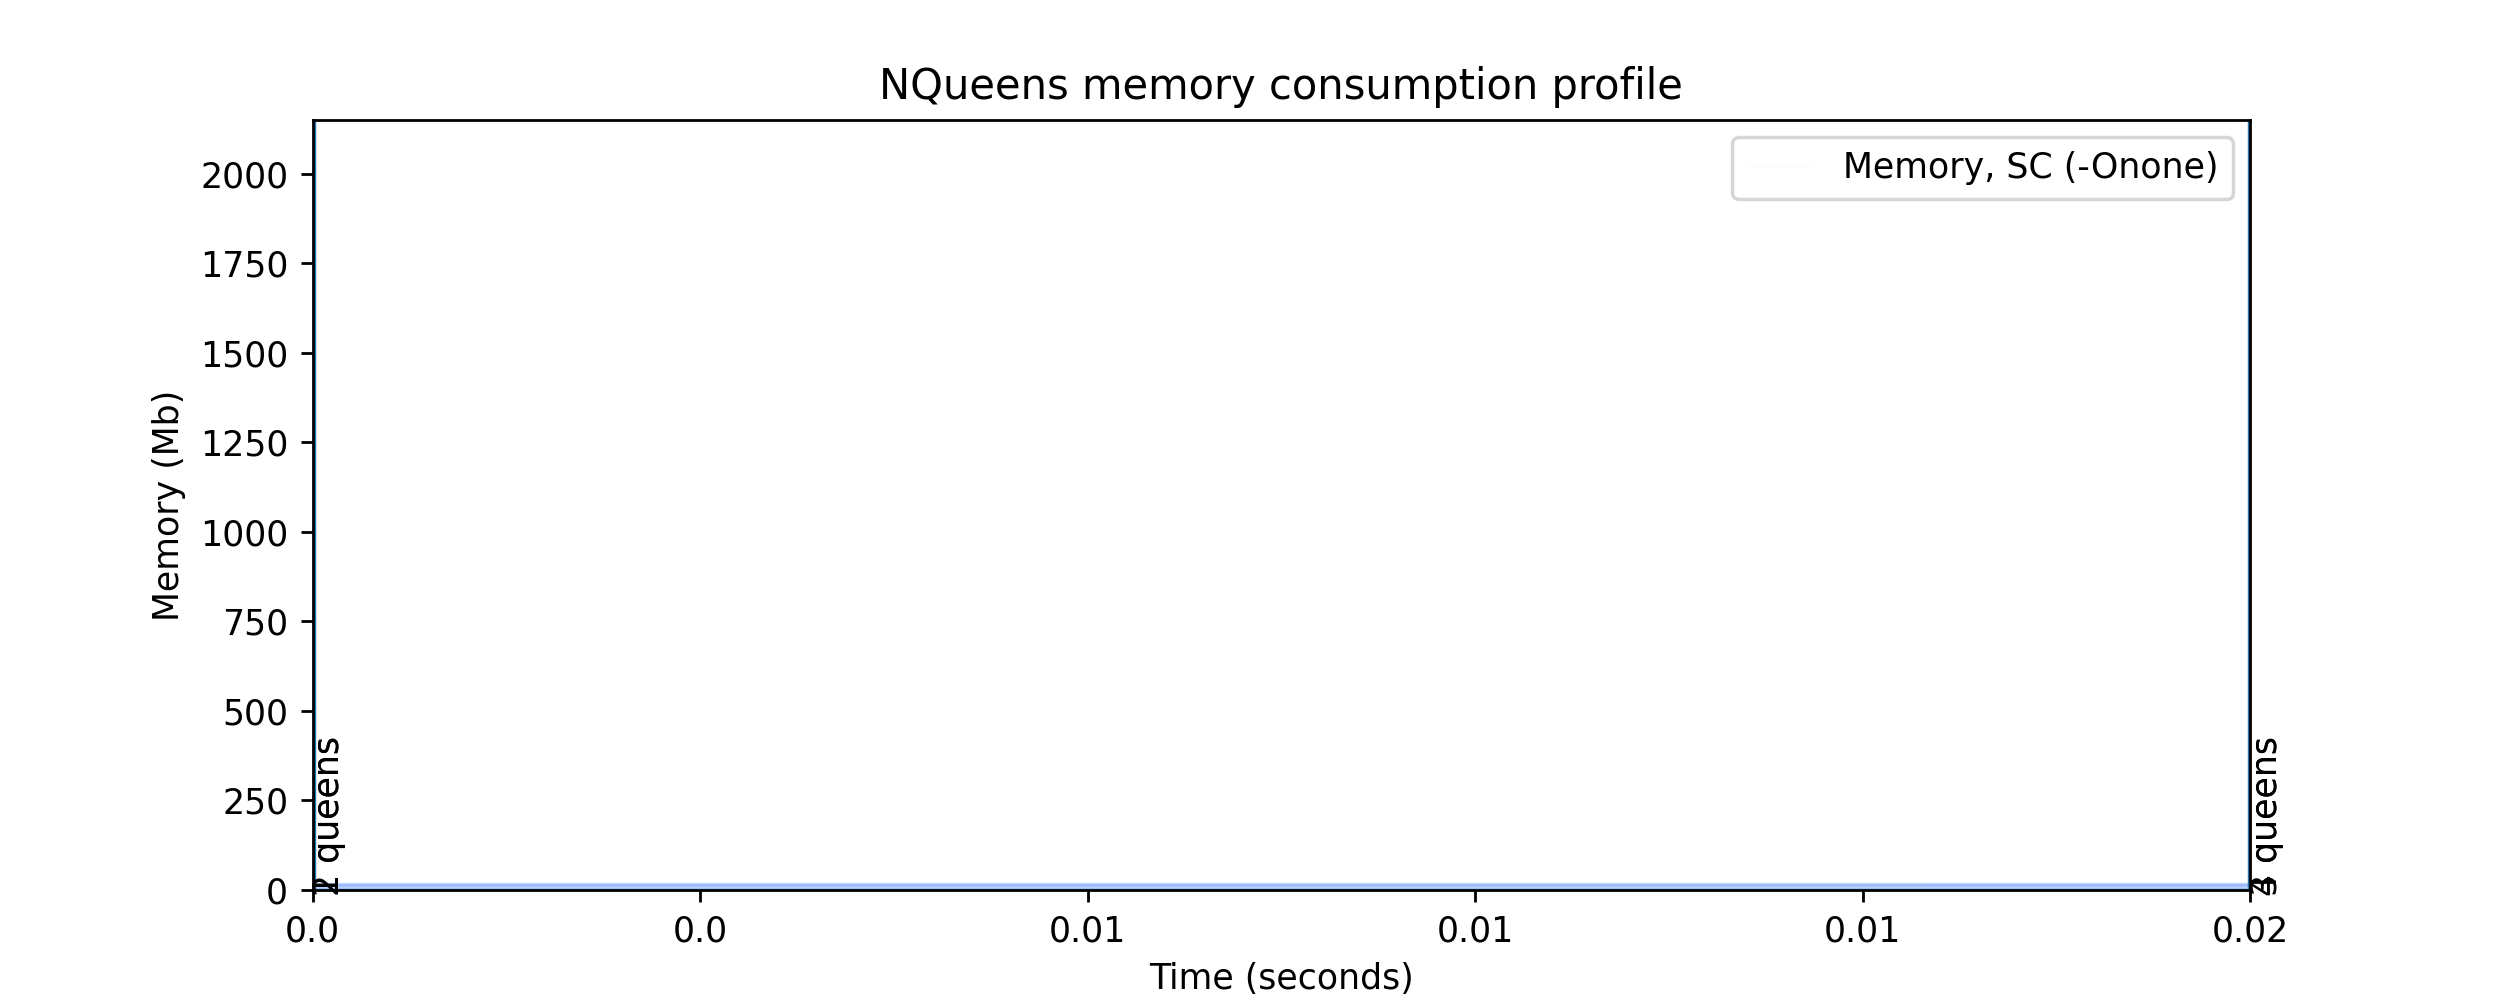 NQueens memory consumption profile
Memory, SC (-Onone)
Memory (Mb)
2000
1750
1500
1250
1000
750
500
250
0
queens
queens
0.0
0.0
0.01
0.01
0.01
0.02
Time (seconds)